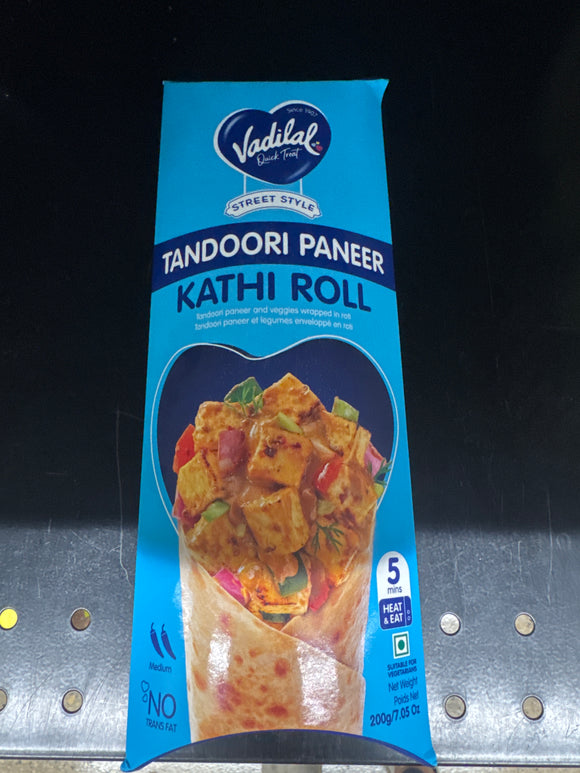 SINCE 1907
Vadilal
Quick Treat
STREET STYLE
TANDOORI PANEER
KATHI ROLL
Tandoori paneer and veggies wrapped in roti
Tandoori paneer et legumes enveloppé en roti
5
mins
HEAT
& EAT
SUITABLE FOR
VEGETARIANS
Net Weight
Poids Net
200g/7.05 Oz
Medium
NO
TRANS FAT